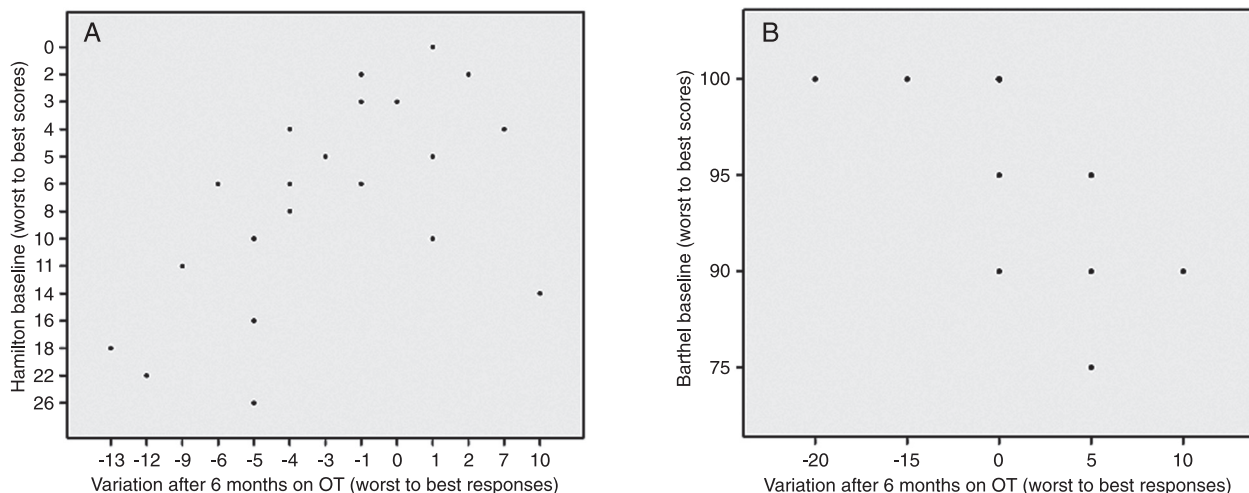 A
Hamilton baseline (worst to best scores)
0
2
3
4
5
6
8
10
11
14
16
18
22
26
-13 -12 -9 -6 -5 -4 -3 -1 0 1 2 7 10
Variation after 6 months on OT (worst to best responses)
B
Barthel baseline (worst to best scores)
100
95
90
75
-20 -15 0 5 10
Variation after 6 months on OT (worst to best responses)